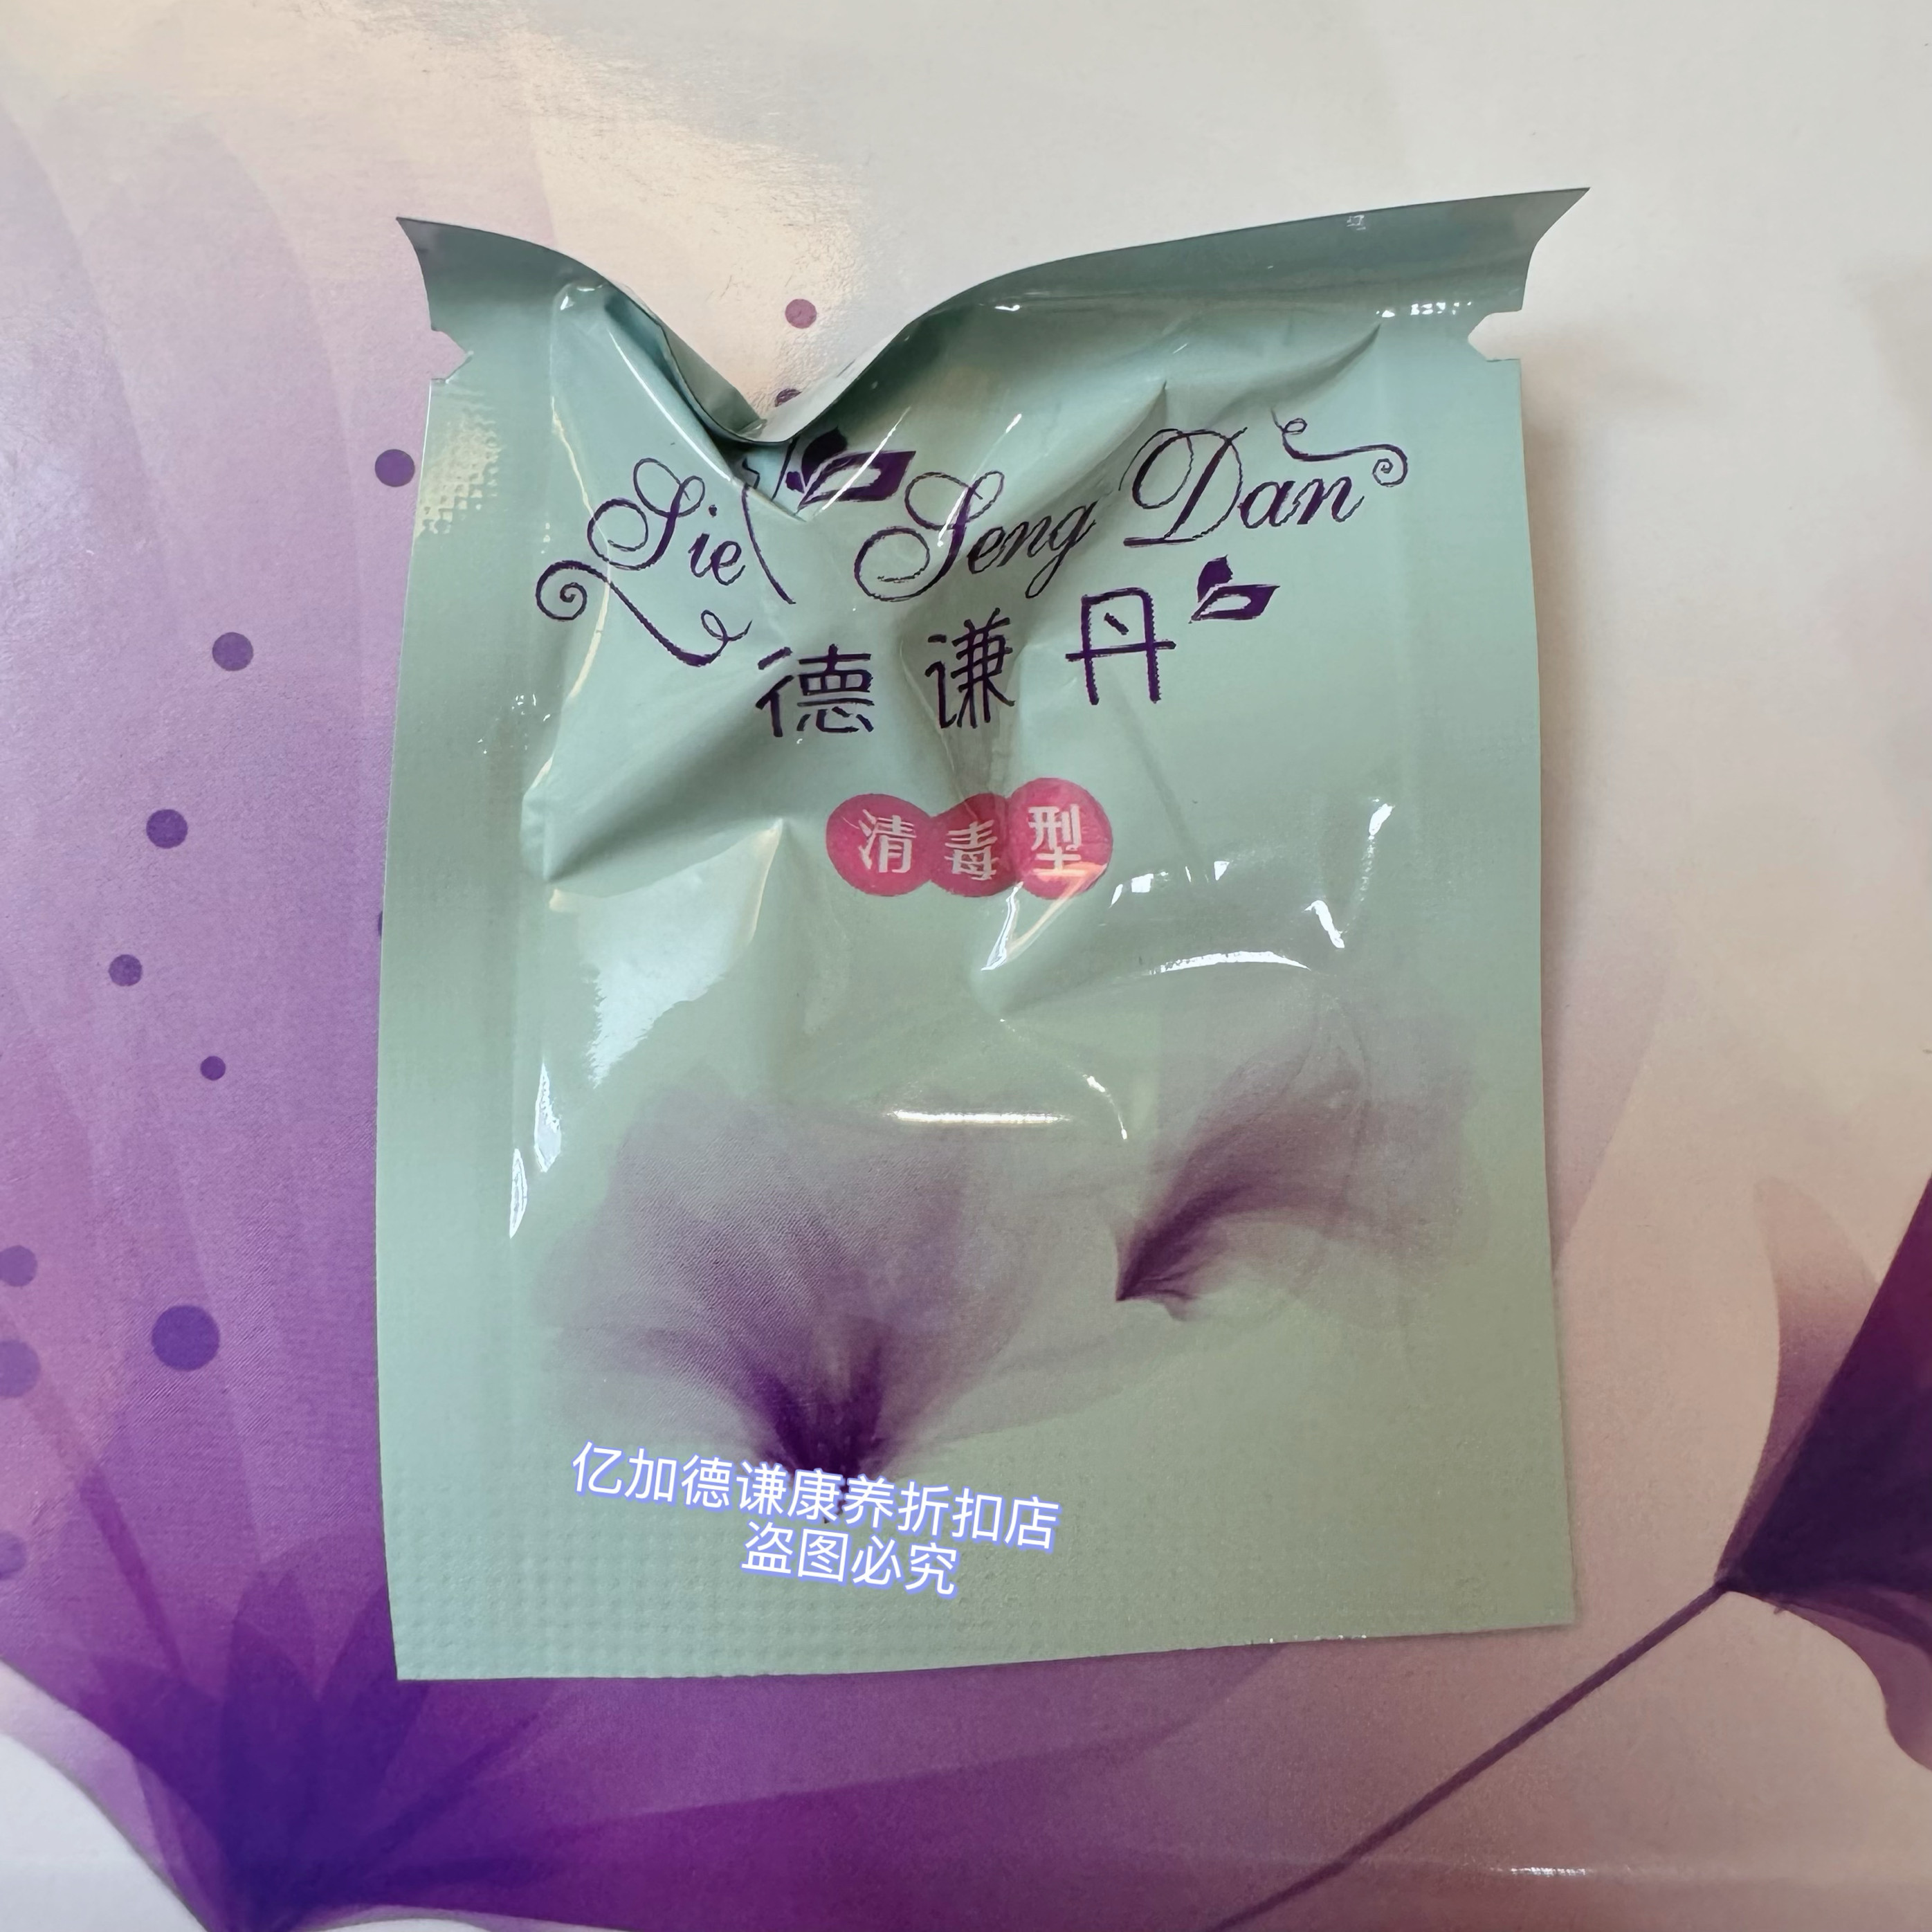 Sie Seng Dan
德谦丹
清毒型
亿加德谦康养折扣店
盗图必究